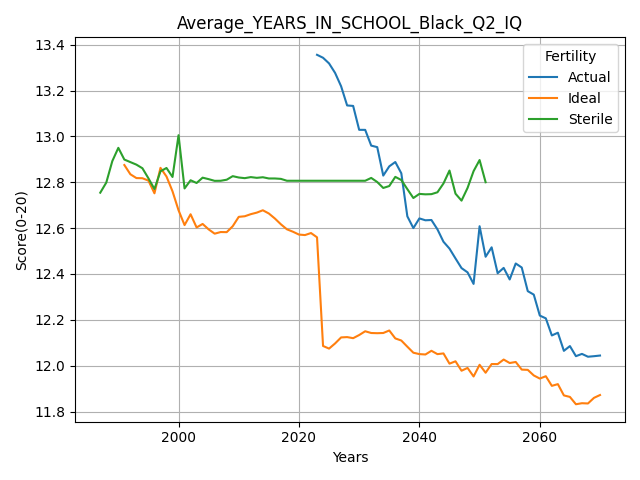 Average_YEARS_IN_SCHOOL_Black_Q2_IQ
Fertility
Actual
Ideal
Sterile
Score(0-20)
13.4
13.2
13.0
12.8
12.6
12.4
12.2
12.0
11.8
2000 2020 2040 2060
Years